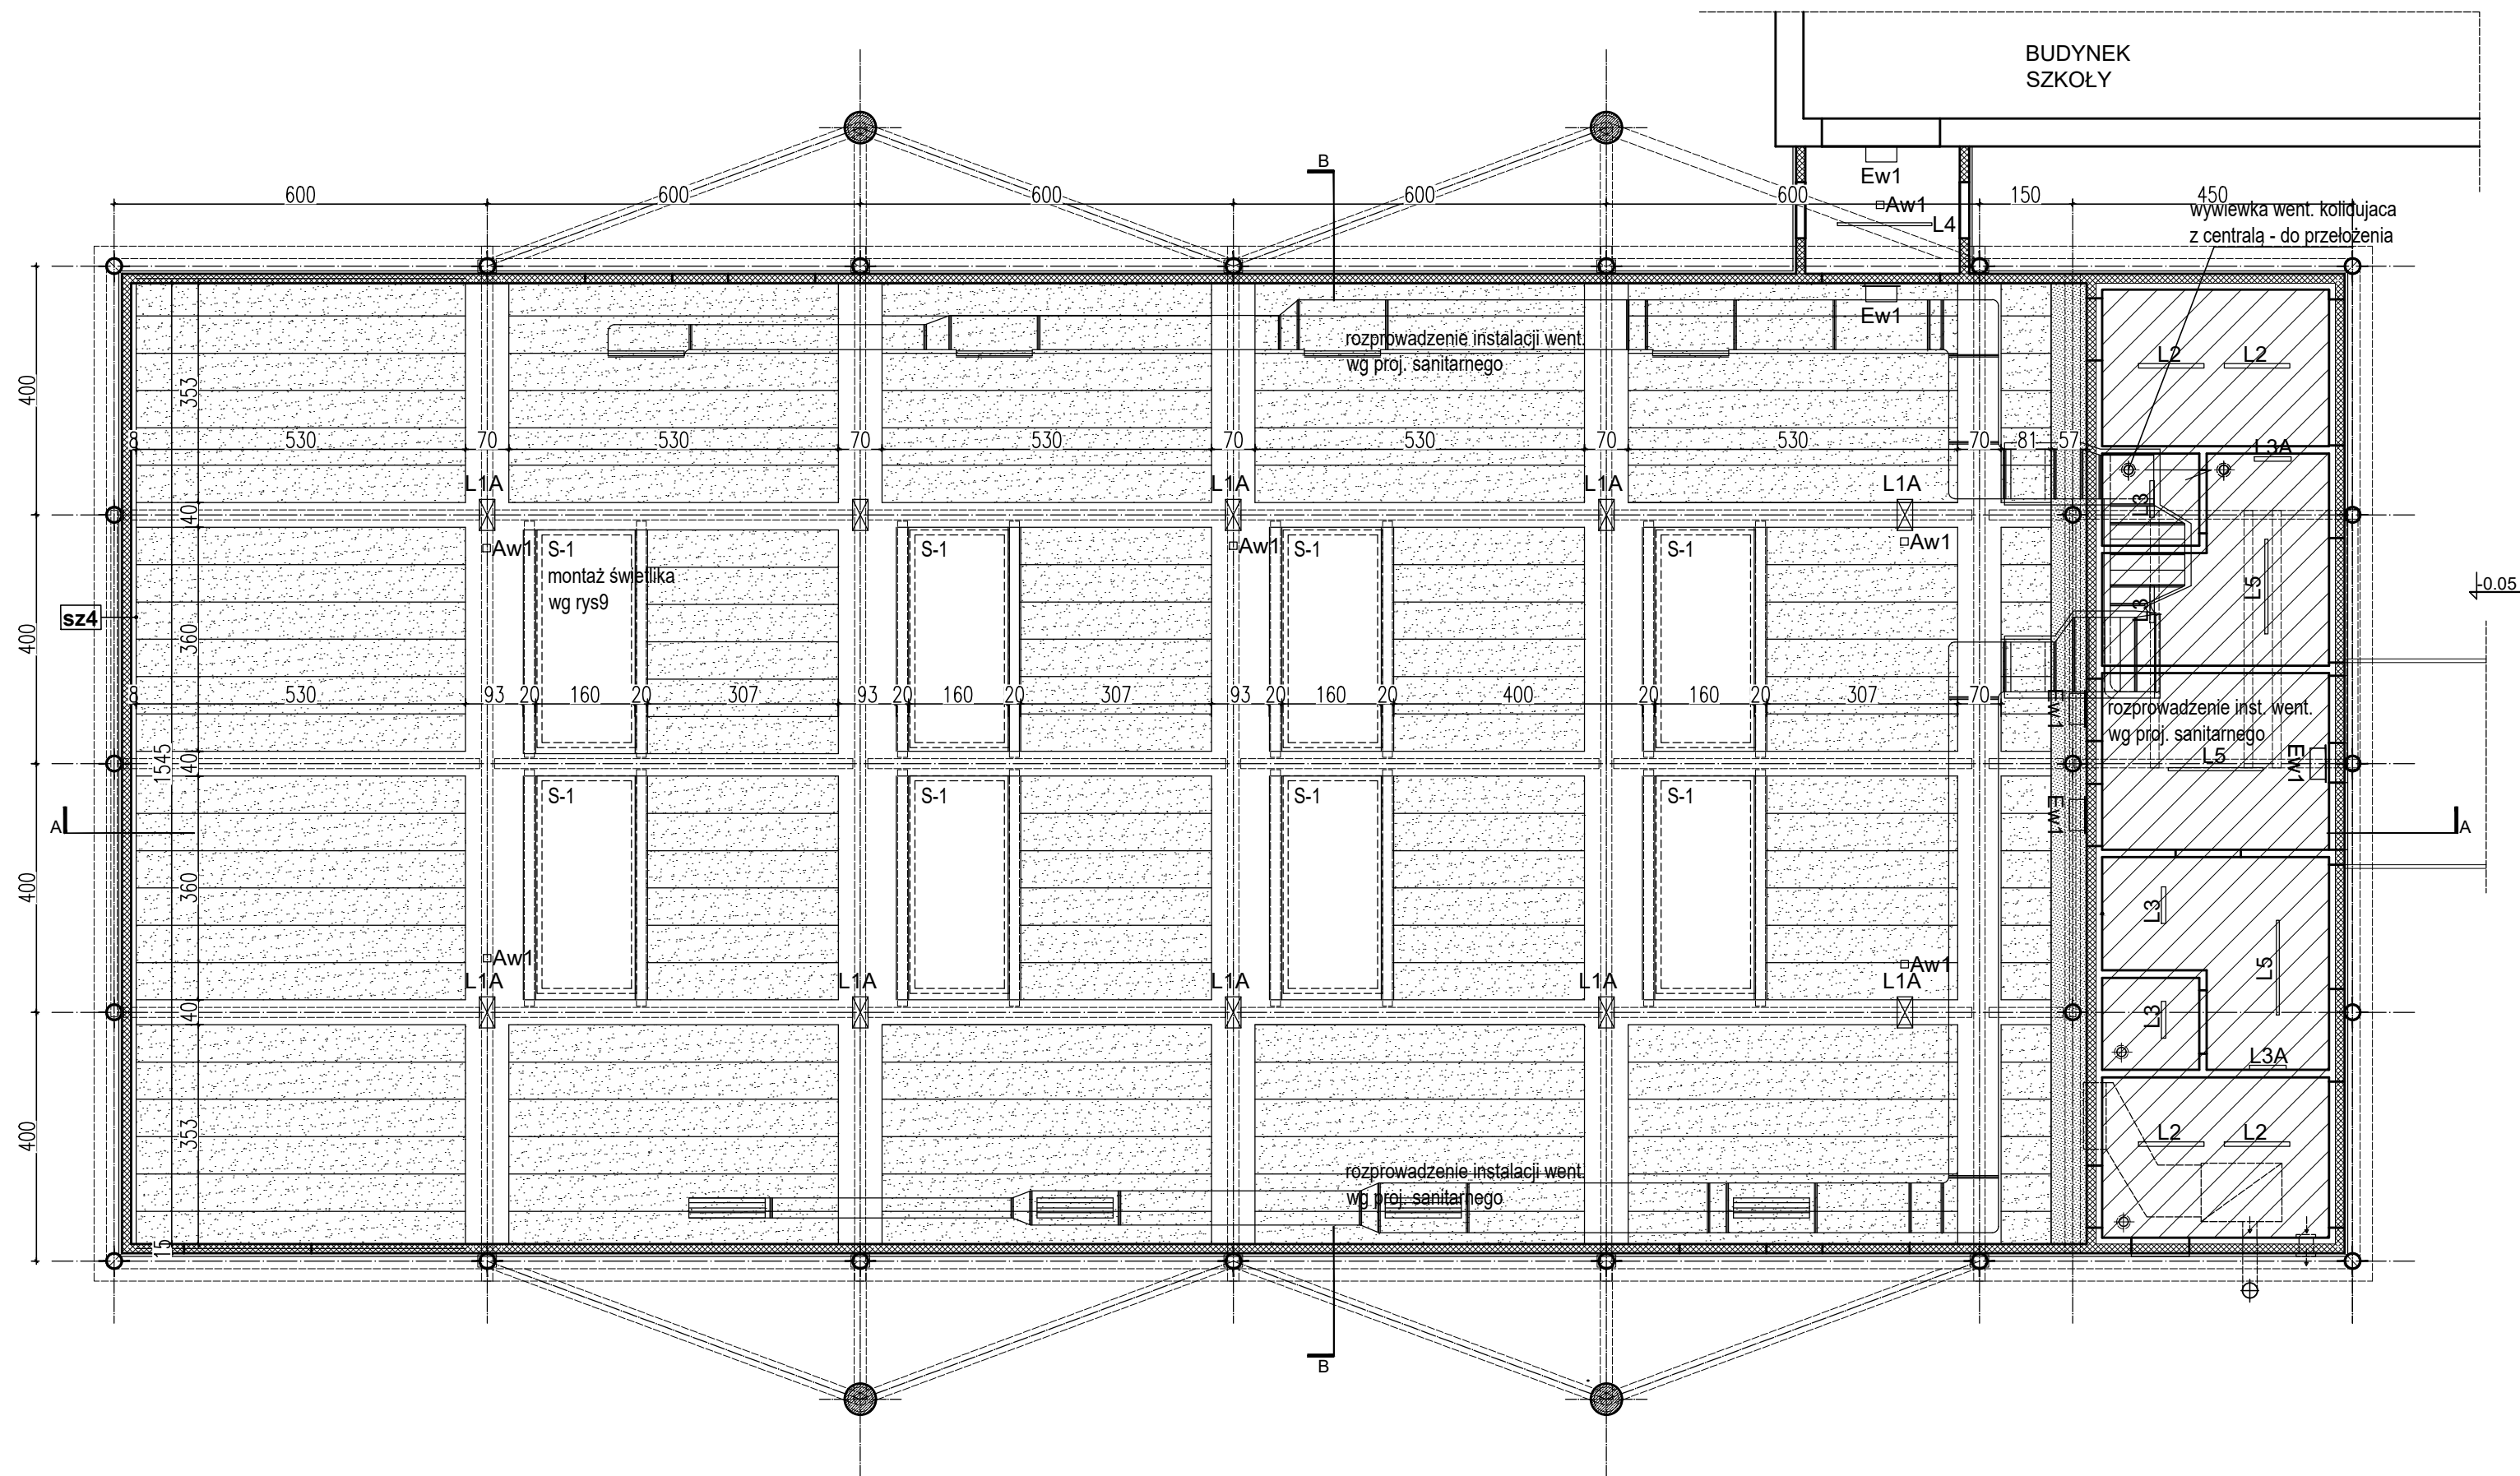 BUDYNEK
SZKOŁY
B
Ew1
600
600
600
600
600
150
450
Aw1
L4
wywiewka went. kolidujaca
z centralą - do przełożenia
Ew1
rozprowadzenie instalacji went.
wg proj. sanitarnego
L2
L2
400
353
8
530
70
530
70
530
70
530
70
530
70
81
57
L3A
L1A
L1A
L1A
L1A
L3
40
Aw1
S-1
S-1
Aw1
S-1
S-1
Aw1
montaż świetlika
wg rys9
L5
-0.05
L3
sz4
400
360
8
530
93
20
160
20
307
93
20
160
20
307
93
20
160
20
400
20
160
20
307
70
Ew1
rozprowadzenie inst. went.
wg proj. sanitarnego
1545
40
L5
Ew1
S-1
S-1
S-1
S-1
Ew1
A
A
400
360
L3
Aw1
Aw1
L5
L1A
L1A
L1A
L1A
L1A
40
L3
L3A
400
353
L2
L2
rozprowadzenie instalacji went.
wg proj. sanitarnego
15
B